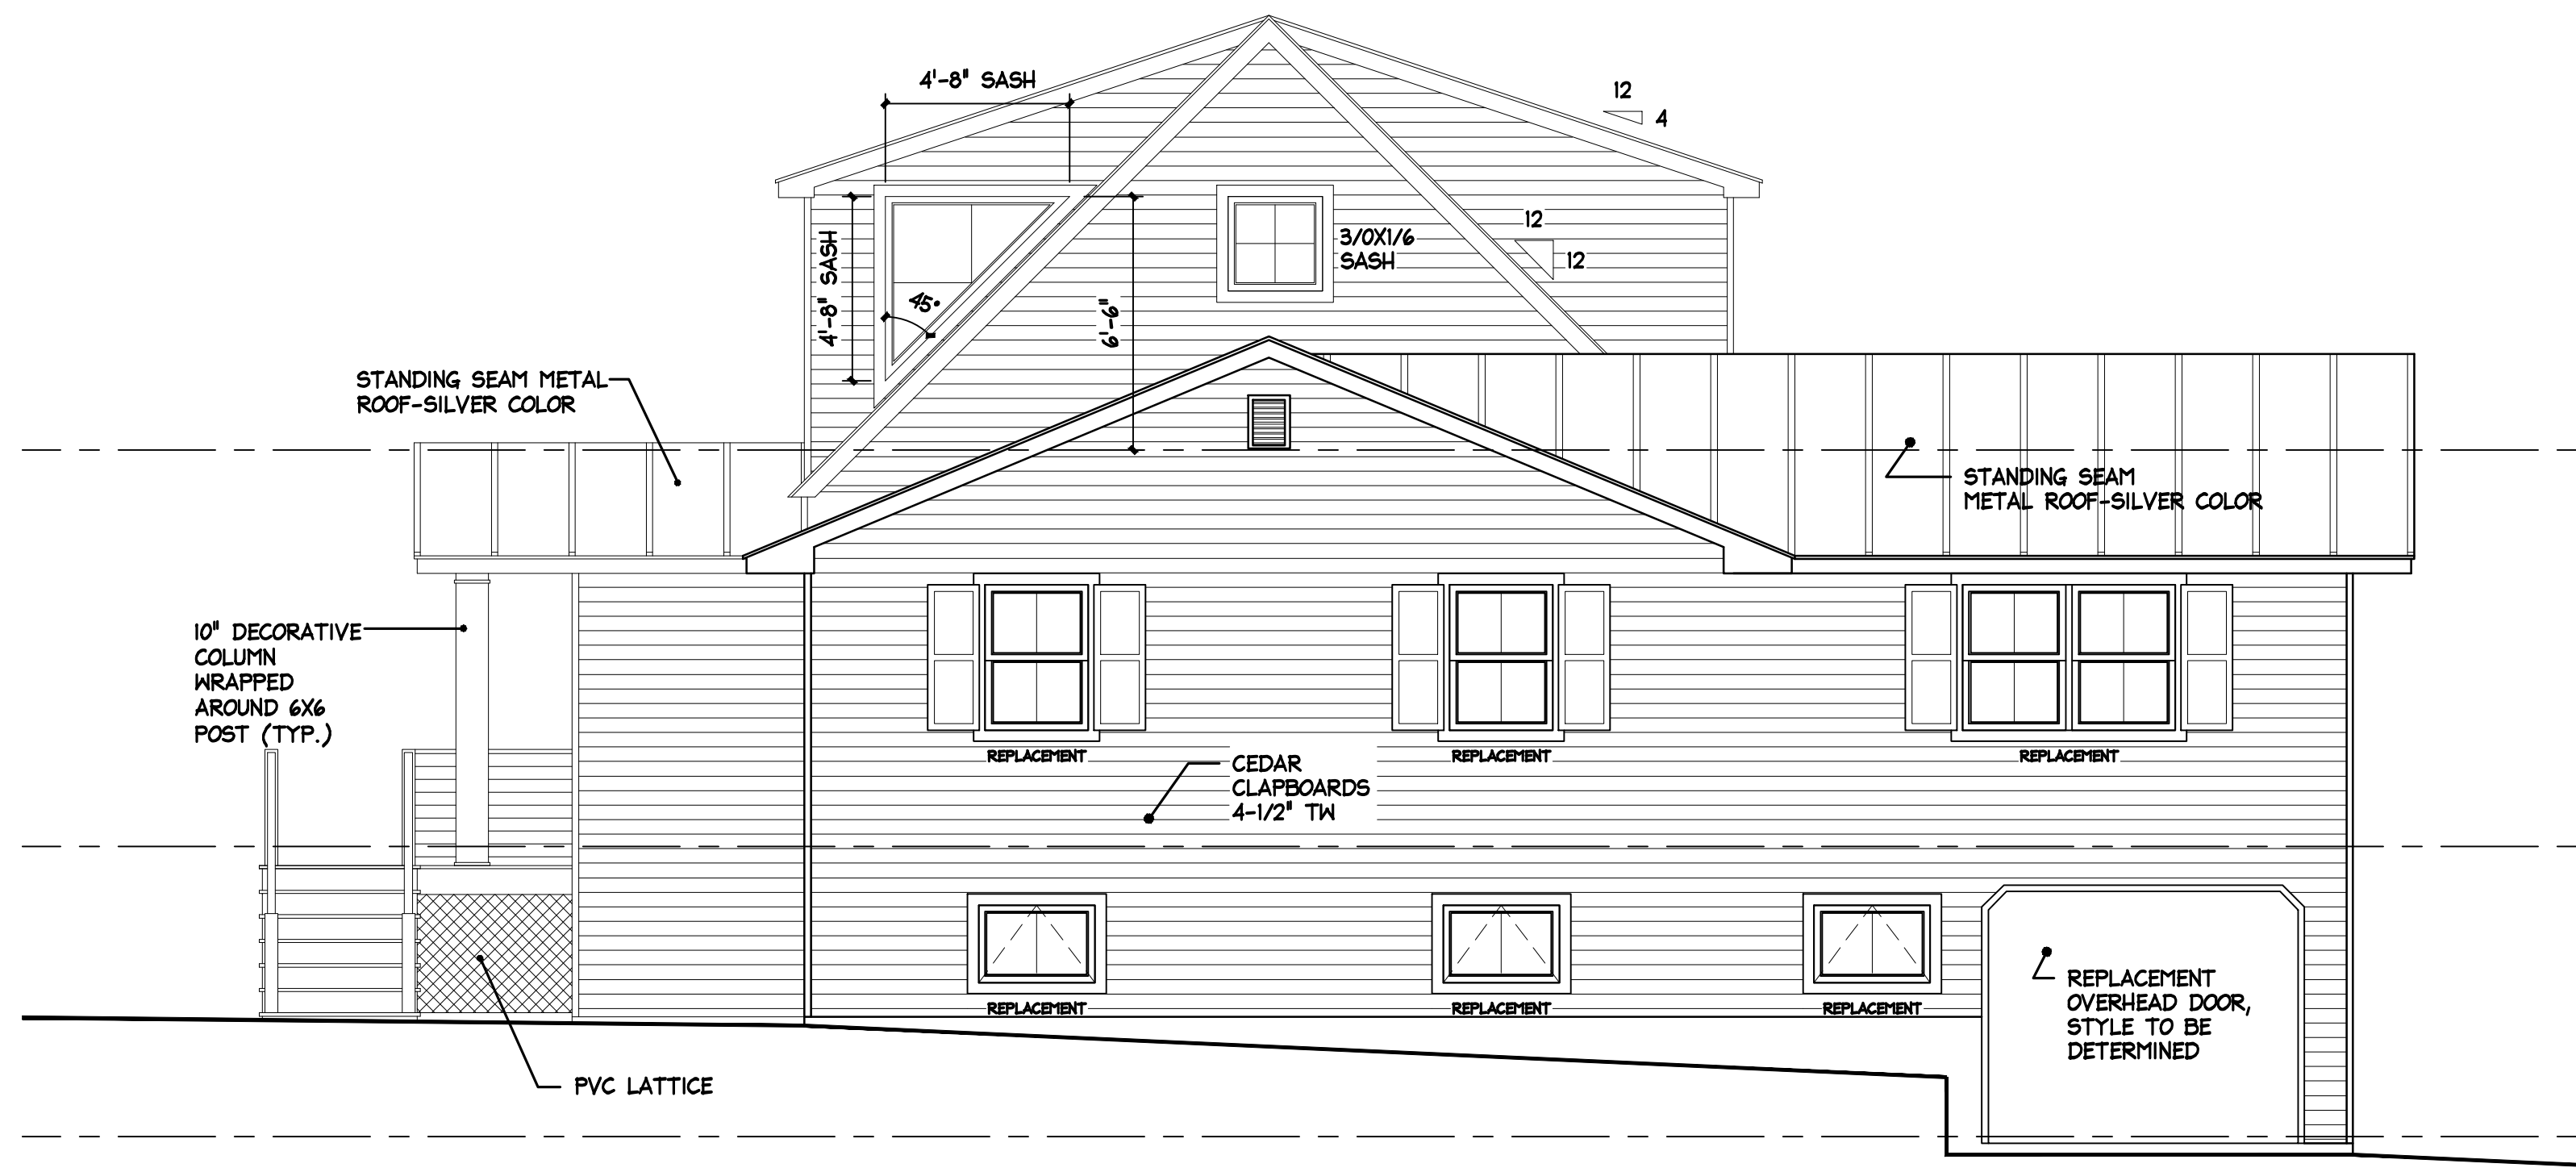 4'-8" SASH
12
4
4'-8" SASH
45°
6'-6"
3/0X1/6
SASH
12
12
STANDING SEAM METAL
ROOF-SILVER COLOR
STANDING SEAM
METAL ROOF-SILVER COLOR
10" DECORATIVE
COLUMN
WRAPPED
AROUND 6X6
POST (TYP.)
REPLACEMENT
REPLACEMENT
REPLACEMENT
CEDAR
CLAPBOARDS
4-1/2" TW
REPLACEMENT
REPLACEMENT
REPLACEMENT
REPLACEMENT
OVERHEAD DOOR,
STYLE TO BE
DETERMINED
PVC LATTICE